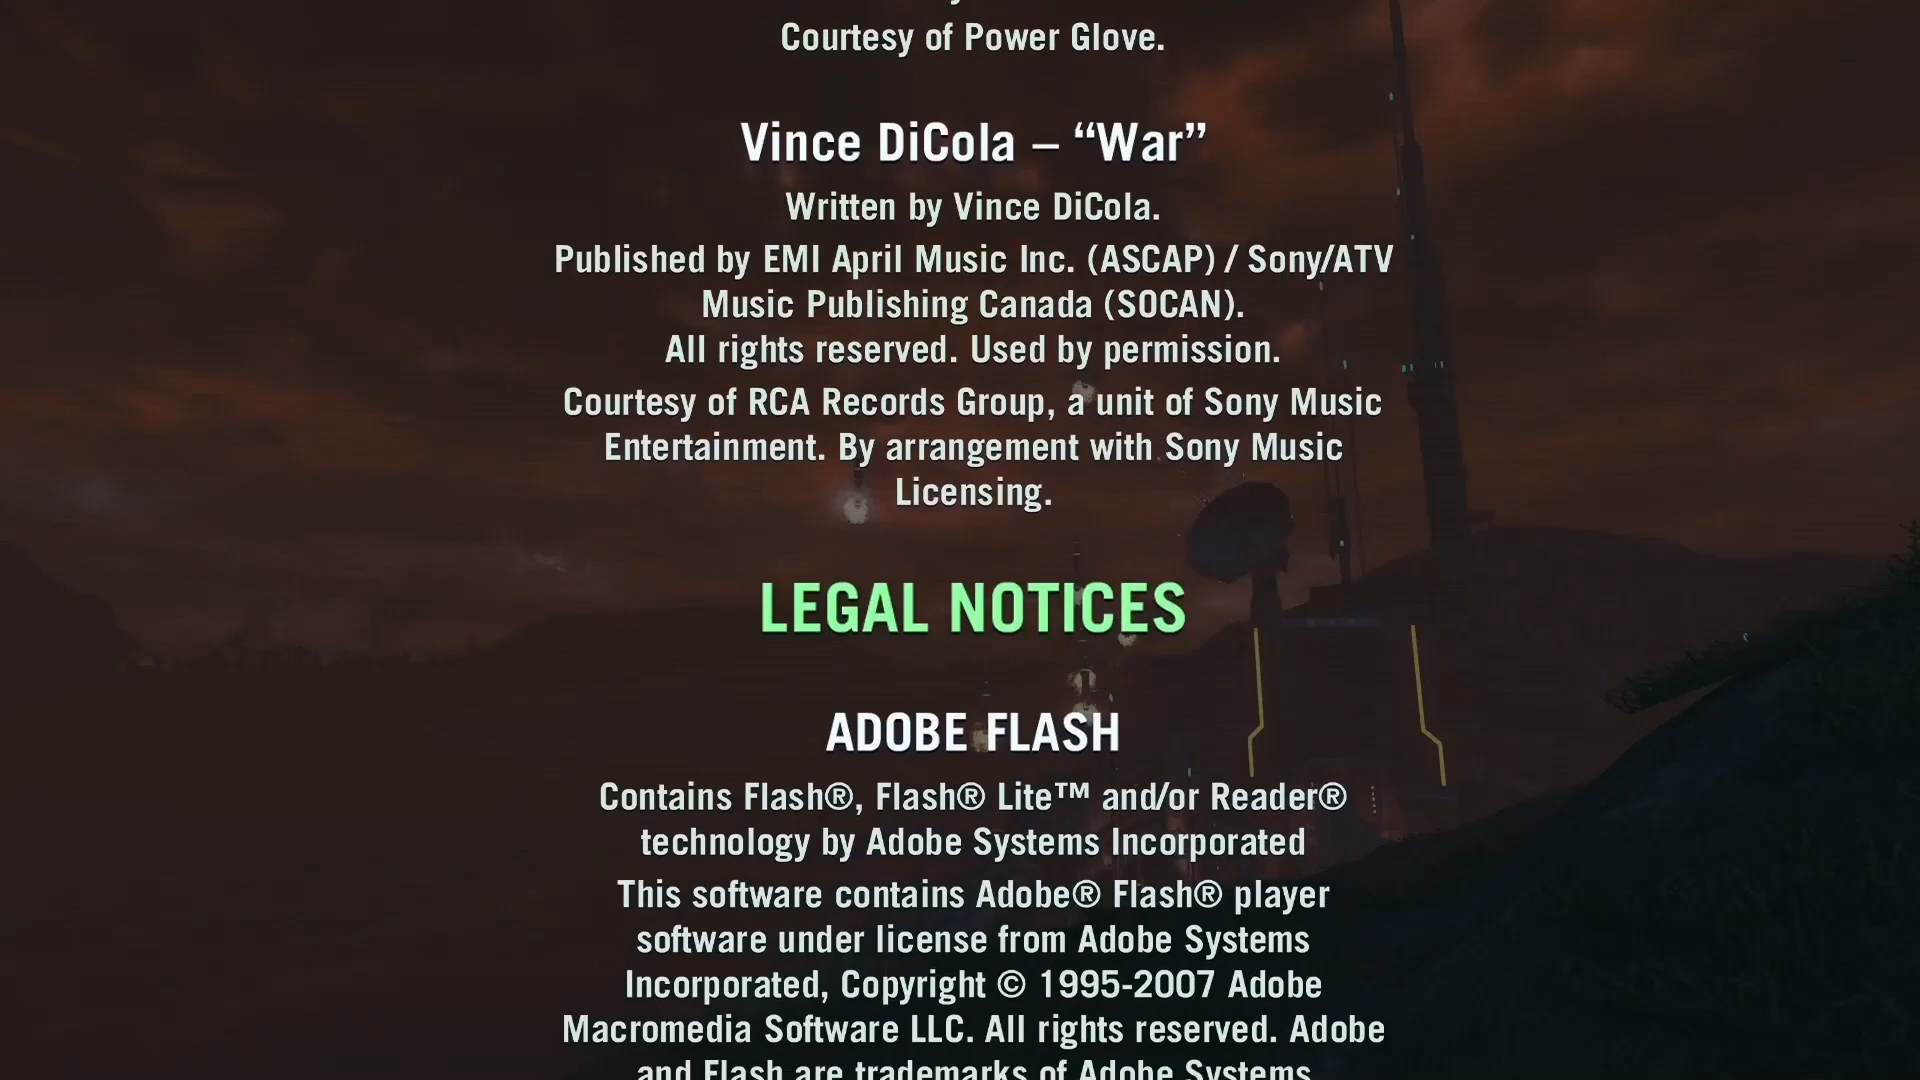 Courtesy of Power Glove.
Vince DiCola – “War”
Written by Vince DiCola.
Published by EMI April Music Inc. (ASCAP) / Sony/ATV
Music Publishing Canada (SOCAN).
All rights reserved. Used by permission.
Courtesy of RCA Records Group, a unit of Sony Music
Entertainment. By arrangement with Sony Music
Licensing.
LEGAL NOTICES
ADOBE FLASH
Contains Flash®, Flash® Lite™ and/or Reader®
technology by Adobe Systems Incorporated
This software contains Adobe® Flash® player
software under license from Adobe Systems
Incorporated, Copyright © 1995-2007 Adobe
Macromedia Software LLC. All rights reserved. Adobe
and Flash are trademarks of Adobe Systems